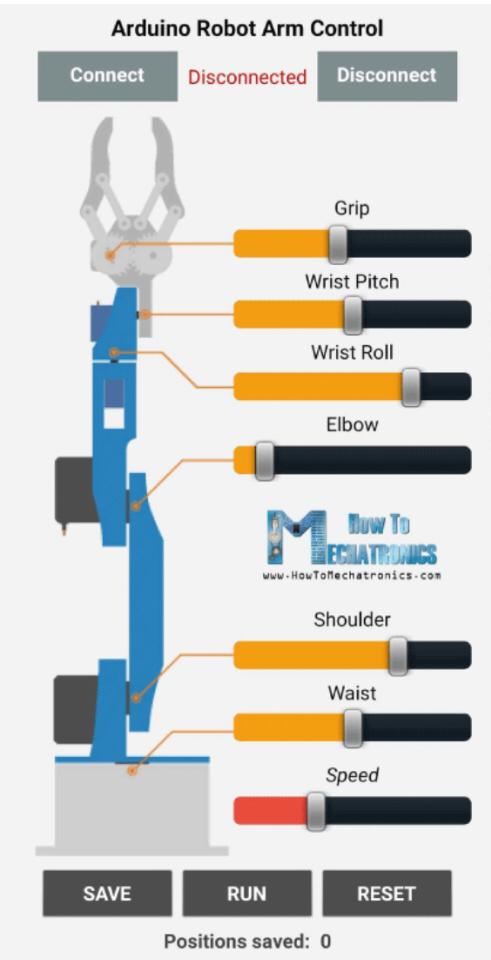 Arduino Robot Arm Control
Connect
Disconnected
Disconnect
Grip
Wrist Pitch
Wrist Roll
Elbow
How To
MECHATRONICS
www.HowToMechatronics.com
Shoulder
Waist
Speed
SAVE
RUN
RESET
Positions saved: 0